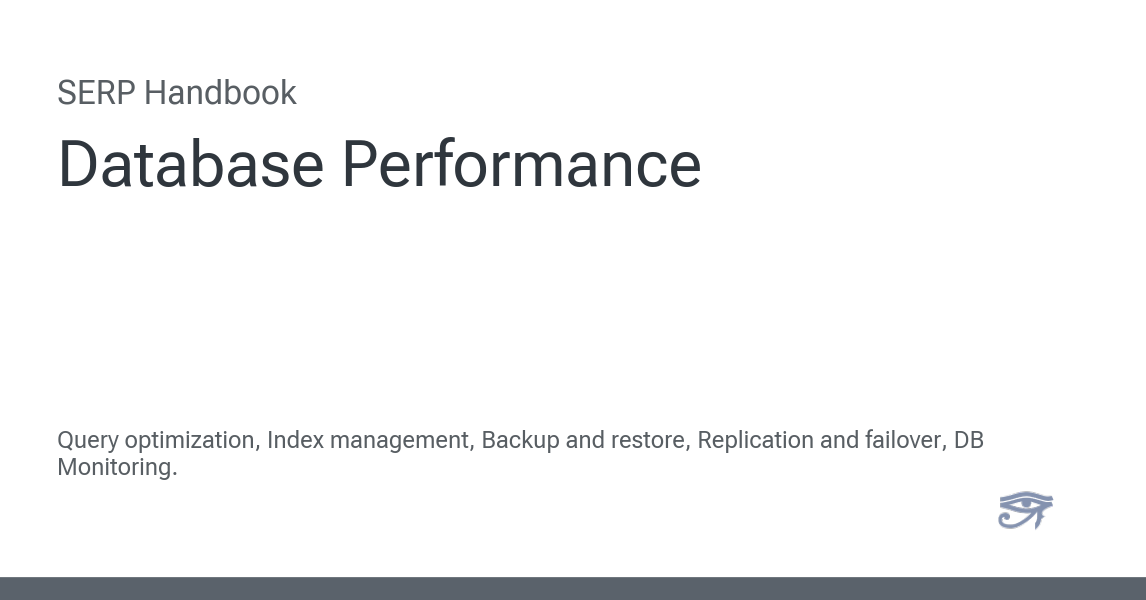 SERP Handbook
Database Performance
Query optimization, Index management, Backup and restore, Replication and failover, DB
Monitoring.